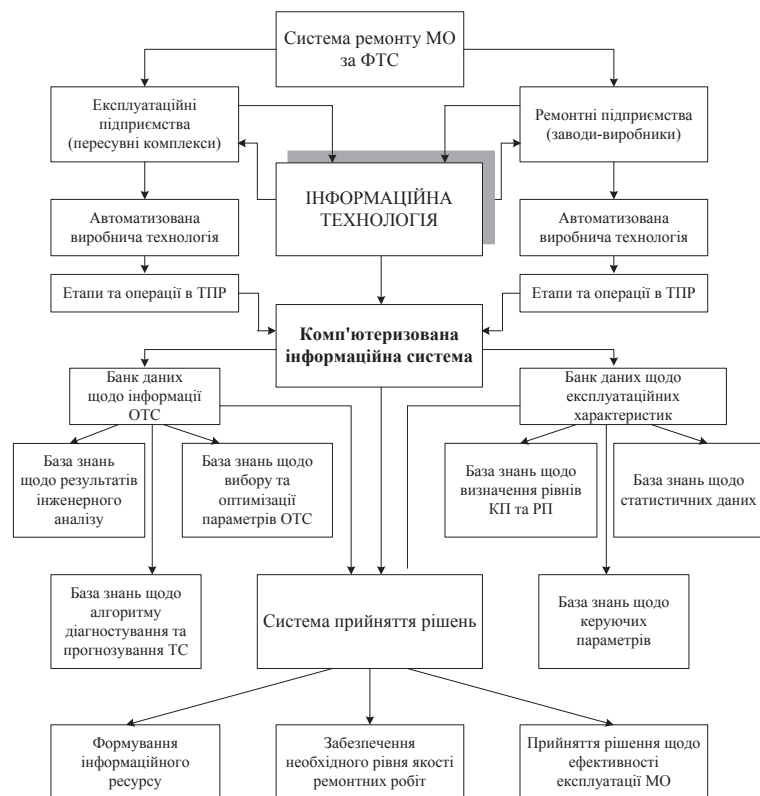 Система ремонту МО
за ФТС
Експлуатаційні
підприємства
(пересувні комплекси)
Ремонтні підприємства
(заводи-виробники)
ІНФОРМАЦІЙНА
ТЕХНОЛОГІЯ
Автоматизована
виробнича технологія
Автоматизована
виробнича технологія
Етапи та операції в ТПР
Етапи та операції в ТПР
Комп'ютеризована
інформаційна система
Банк даних
щодо інформації
ОТС
Банк даних щодо
експлуатаційних
характеристик
База знань
щодо результатів
інженерного
аналізу
База знань щодо
вибору та
оптимізації
параметрів ОТС
База знань щодо
визначення рівнів
КП та РП
База знань щодо
статистичних даних
База знань щодо
алгоритму
діагностування та
прогнозування ТС
Система прийняття рішень
База знань щодо
керуючих
параметрів
Формування
інформаційного
ресурсу
Забезпечення
необхідного рівня якості
ремонтних робіт
Прийняття рішення щодо
ефективності
експлуатації МО